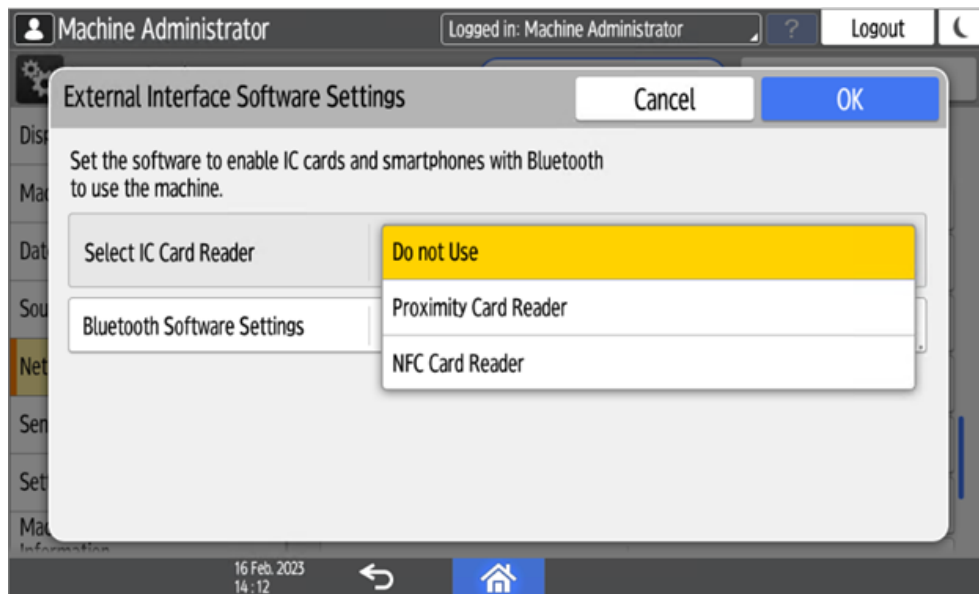 Machine Administrator
Logged in: Machine Administrator
?
Logout
External Interface Software Settings
Cancel
OK
Set the software to enable IC cards and smartphones with Bluetooth
to use the machine.
Select IC Card Reader
Do not Use
Proximity Card Reader
Bluetooth Software Settings
NFC Card Reader
Information
16 Feb. 2023
14 : 12